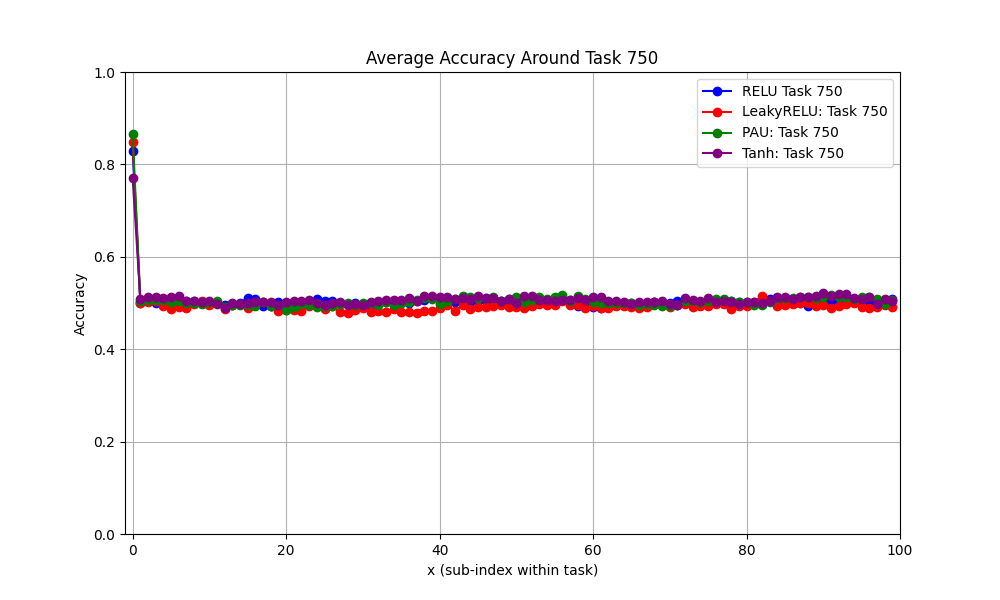 Average Accuracy Around Task 750
1.0
0.8
0.6
0.4
0.2
0.0
Accuracy
RELU Task 750
LeakyRELU: Task 750
PAU: Task 750
Tanh: Task 750
0 20 40 60 80 100
x (sub-index within task)